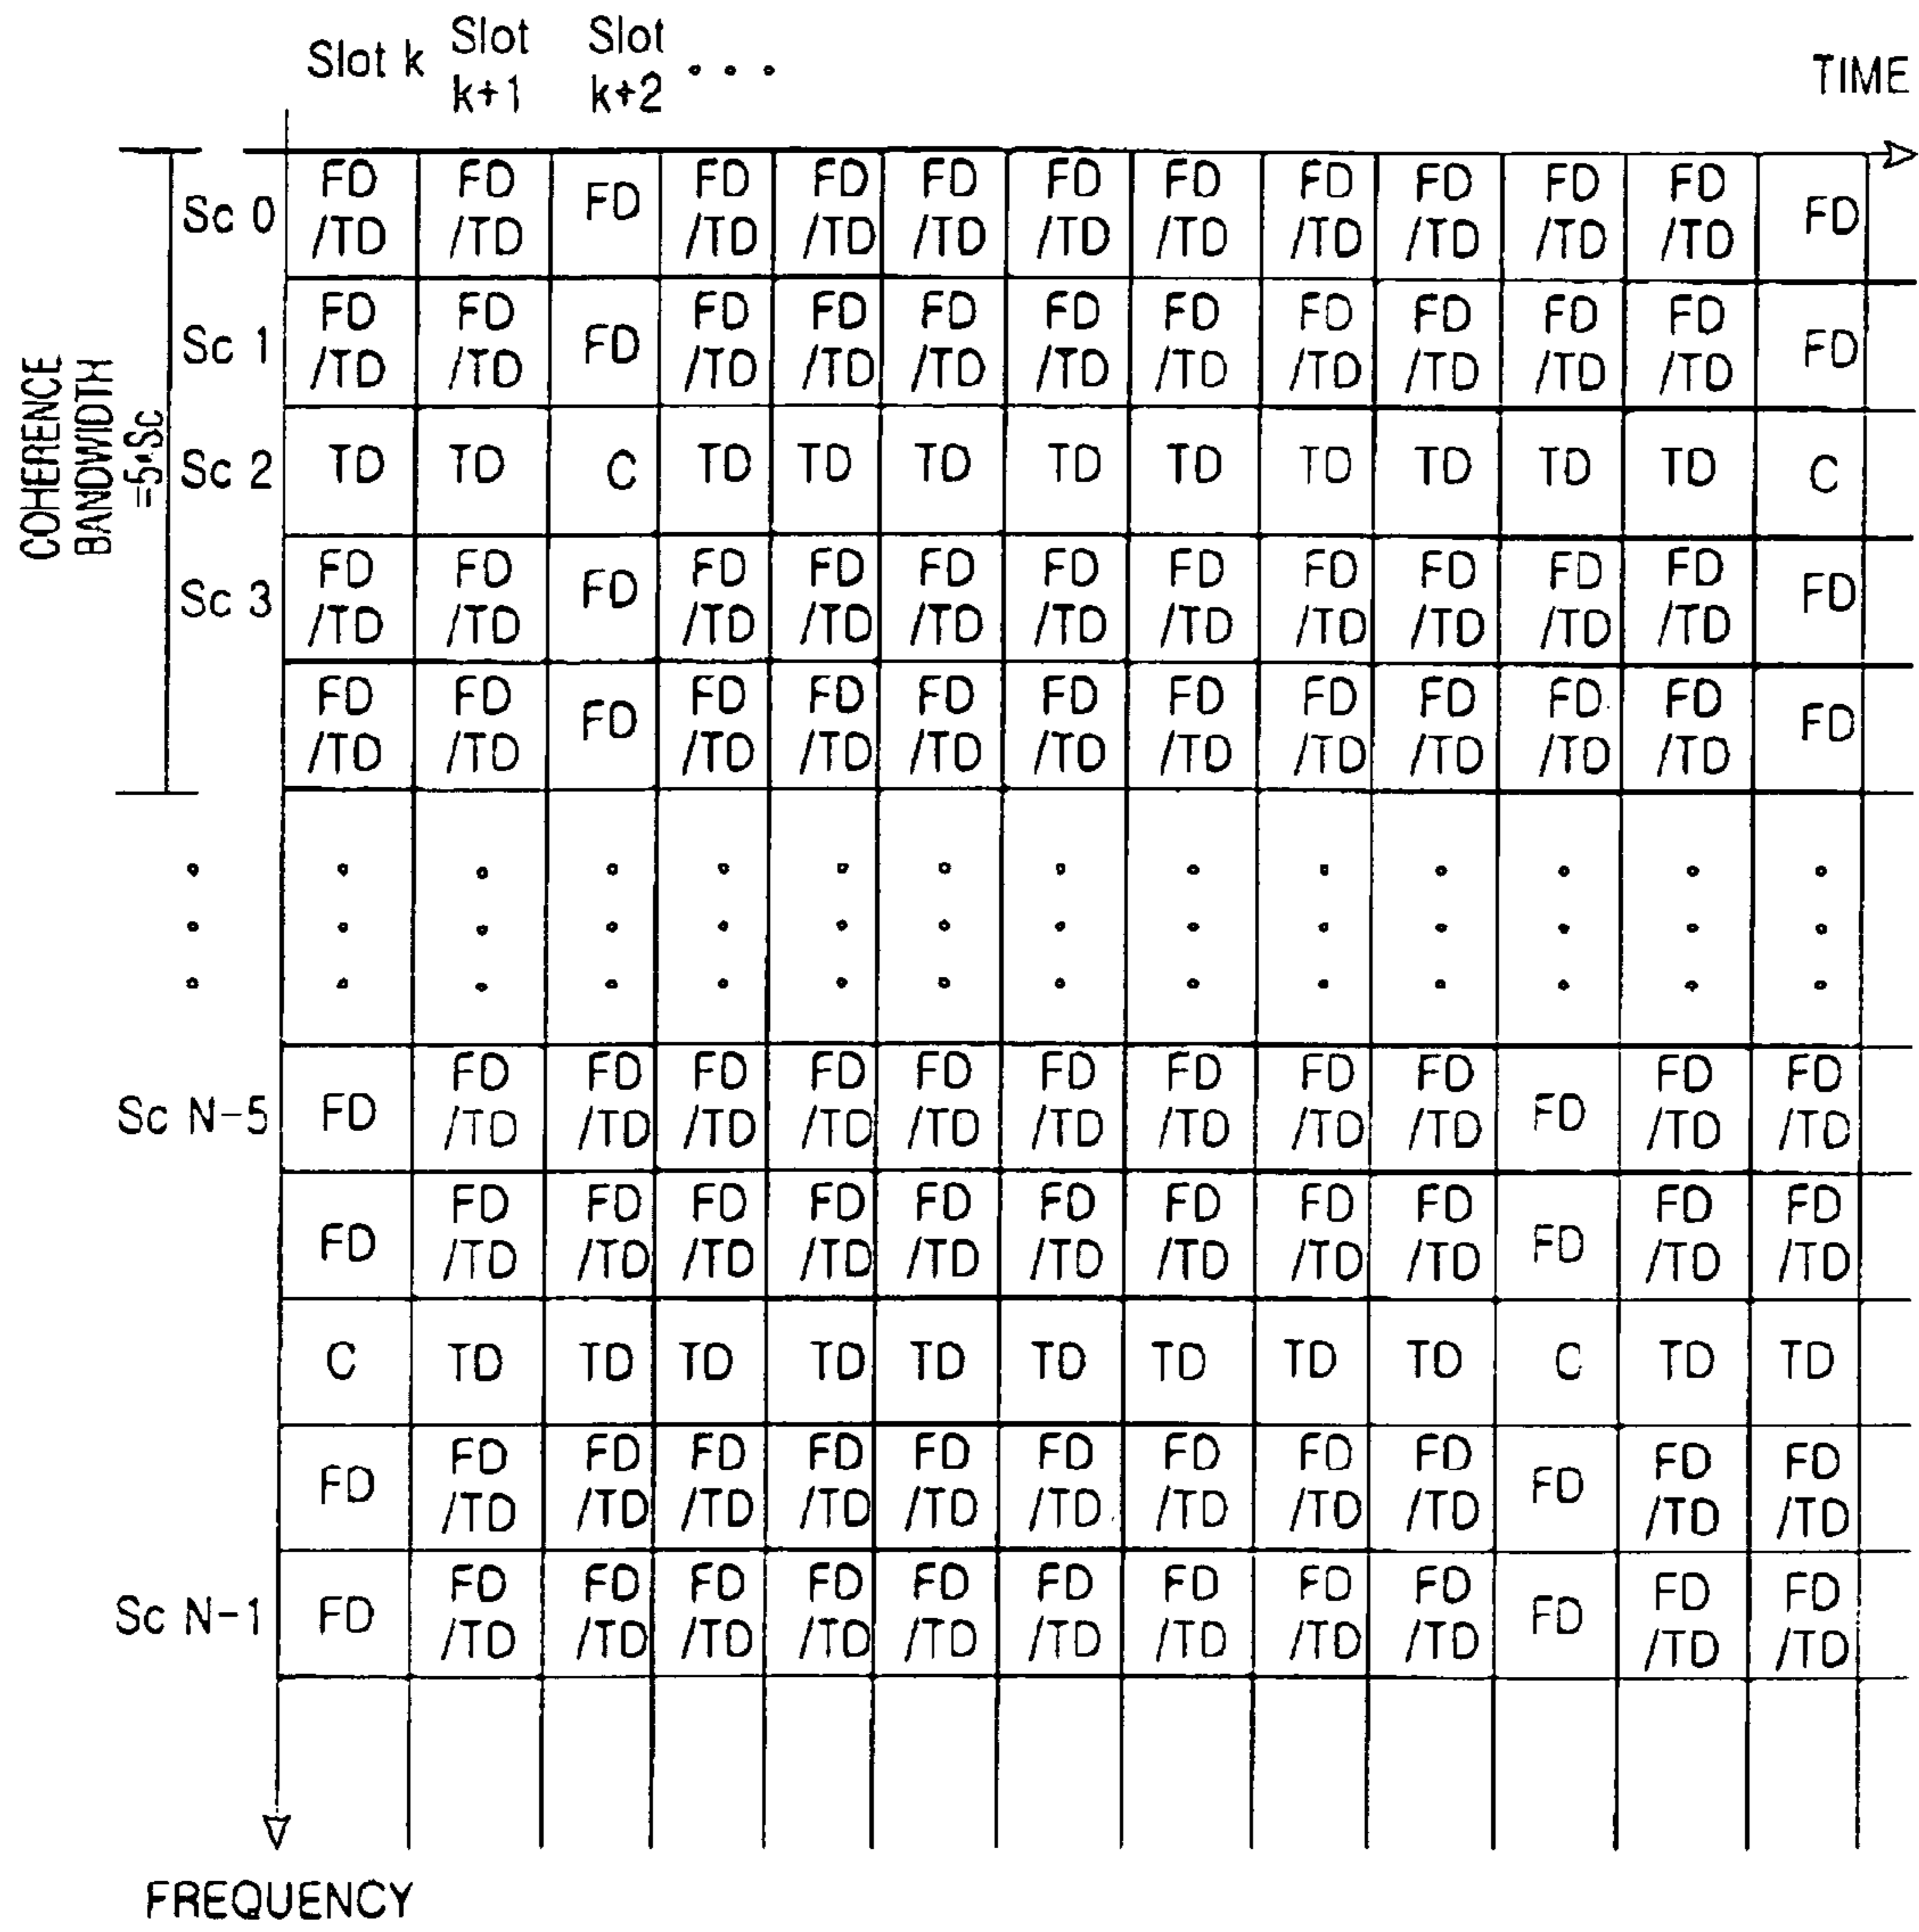 Slot k Slot k+1 Slot k+2 • • • TIME
COHERENCE BANDWIDTH =5*Sc
Sc 0 FD /TD FD /TD FD FD /TD FD /TD FD /TD FD /TD FD /TD FD /TD FD /TD FD /TD FD /TD FD
Sc 1 FD /TD FD /TD FD FD /TD FD /TD FD /TD FD /TD FD /TD FD /TD FD /TD FD /TD FD /TD FD
Sc 2 TD TD C TD TD TD TD TD TD TD TD TD C
Sc 3 FD /TD FD /TD FD FD /TD FD /TD FD /TD FD /TD FD /TD FD /TD FD /TD FD /TD FD /TD FD
FD /TD FD /TD FD FD /TD FD /TD FD /TD FD /TD FD /TD FD /TD FD /TD FD /TD FD /TD FD
Sc N-5 FD FD /TD FD /TD FD /TD FD /TD FD /TD FD /TD FD /TD FD /TD FD /TD FD FD /TD FD /TD
FD FD /TD FD /TD FD /TD FD /TD FD /TD FD /TD FD /TD FD /TD FD /TD FD FD /TD FD /TD
C TD TD TD TD TD TD TD TD TD C TD TD
FD FD /TD FD /TD FD /TD FD /TD FD /TD FD /TD FD /TD FD /TD FD /TD FD FD /TD FD /TD
Sc N-1 FD FD /TD FD /TD FD /TD FD /TD FD /TD FD /TD FD /TD FD /TD FD /TD FD FD /TD FD /TD
FREQUENCY